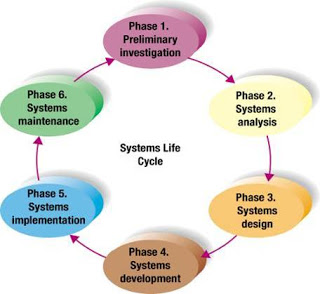 Phase 1.
Preliminary
investigation
Phase 2.
Systems
analysis
Phase 3.
Systems
design
Phase 4.
Systems
development
Phase 5.
Systems
implementation
Phase 6.
Systems
maintenance
Systems Life
Cycle